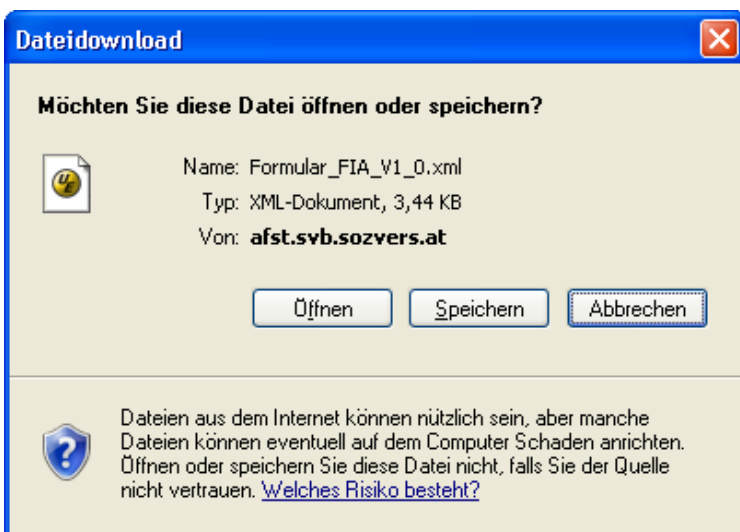 Dateidownload
Möchten Sie diese Datei öffnen oder speichern?
Name: Formular_FIA_V1_0.xml
Typ: XML-Dokument, 3,44 KB
Von: afst.svb.sozvers.at
Öffnen Speichern Abbrechen
Dateien aus dem Internet können nützlich sein, aber manche
Dateien können eventuell auf dem Computer Schaden anrichten.
Öffnen oder speichern Sie diese Datei nicht, falls Sie der Quelle
nicht vertrauen. Welches Risiko besteht?